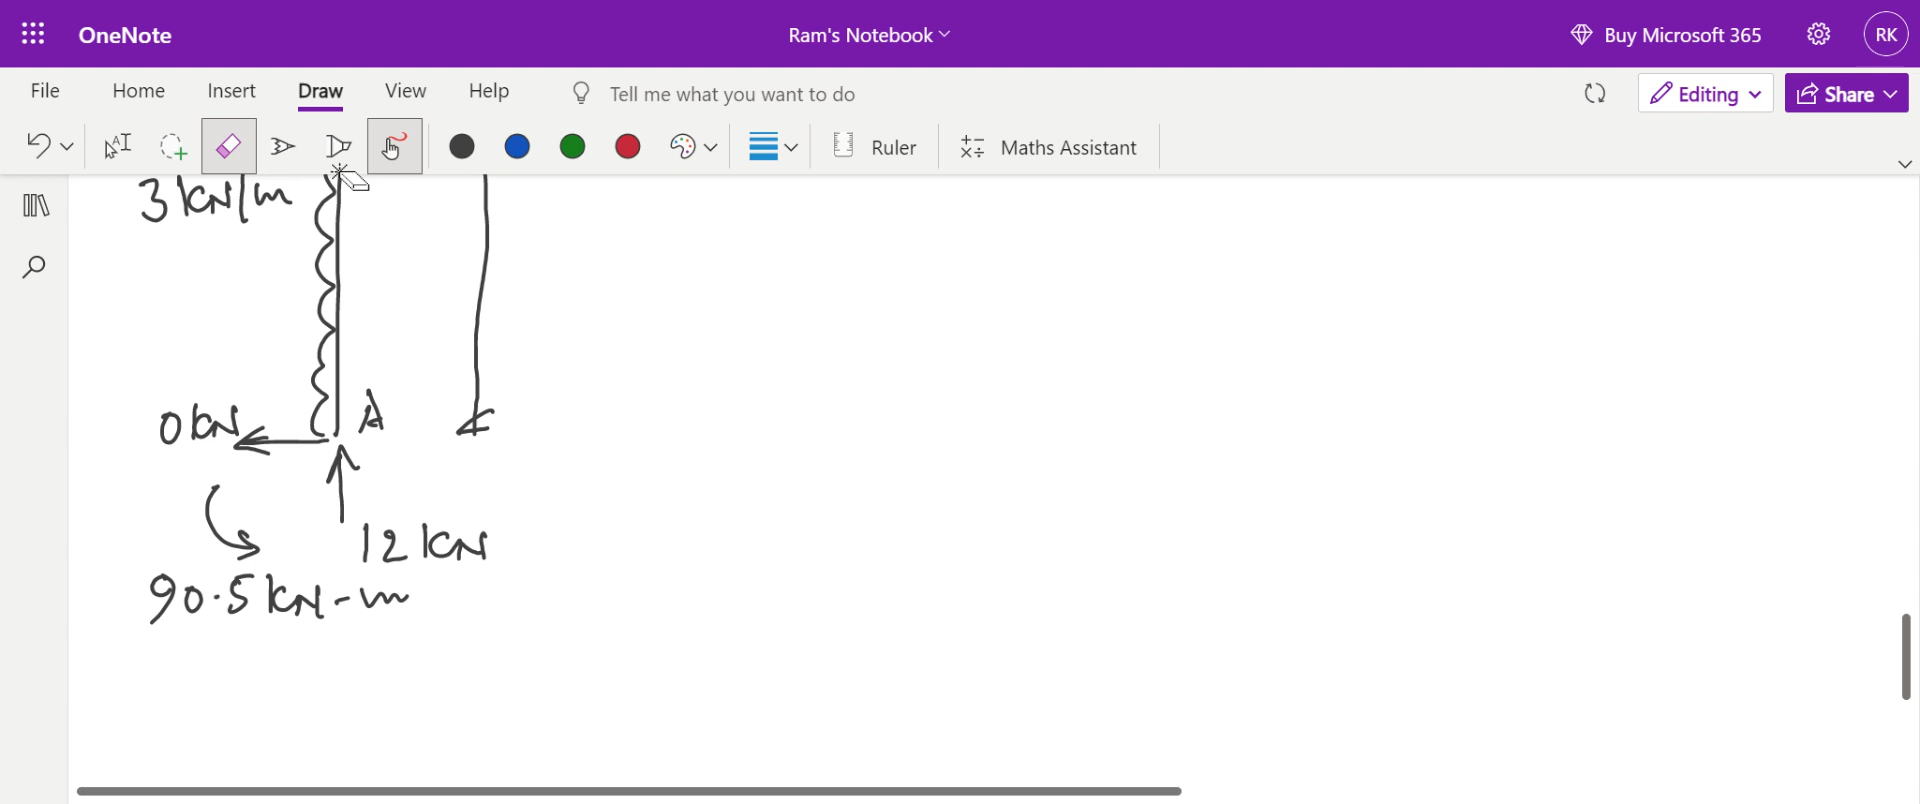 OneNote
Ram's Notebook
Buy Microsoft 365
RK
File Home Insert Draw View Help
Tell me what you want to do
Editing
Share
A
Ruler
Maths Assistant
3 kN/m
0 kN
A
12 kN
90.5 kN-m